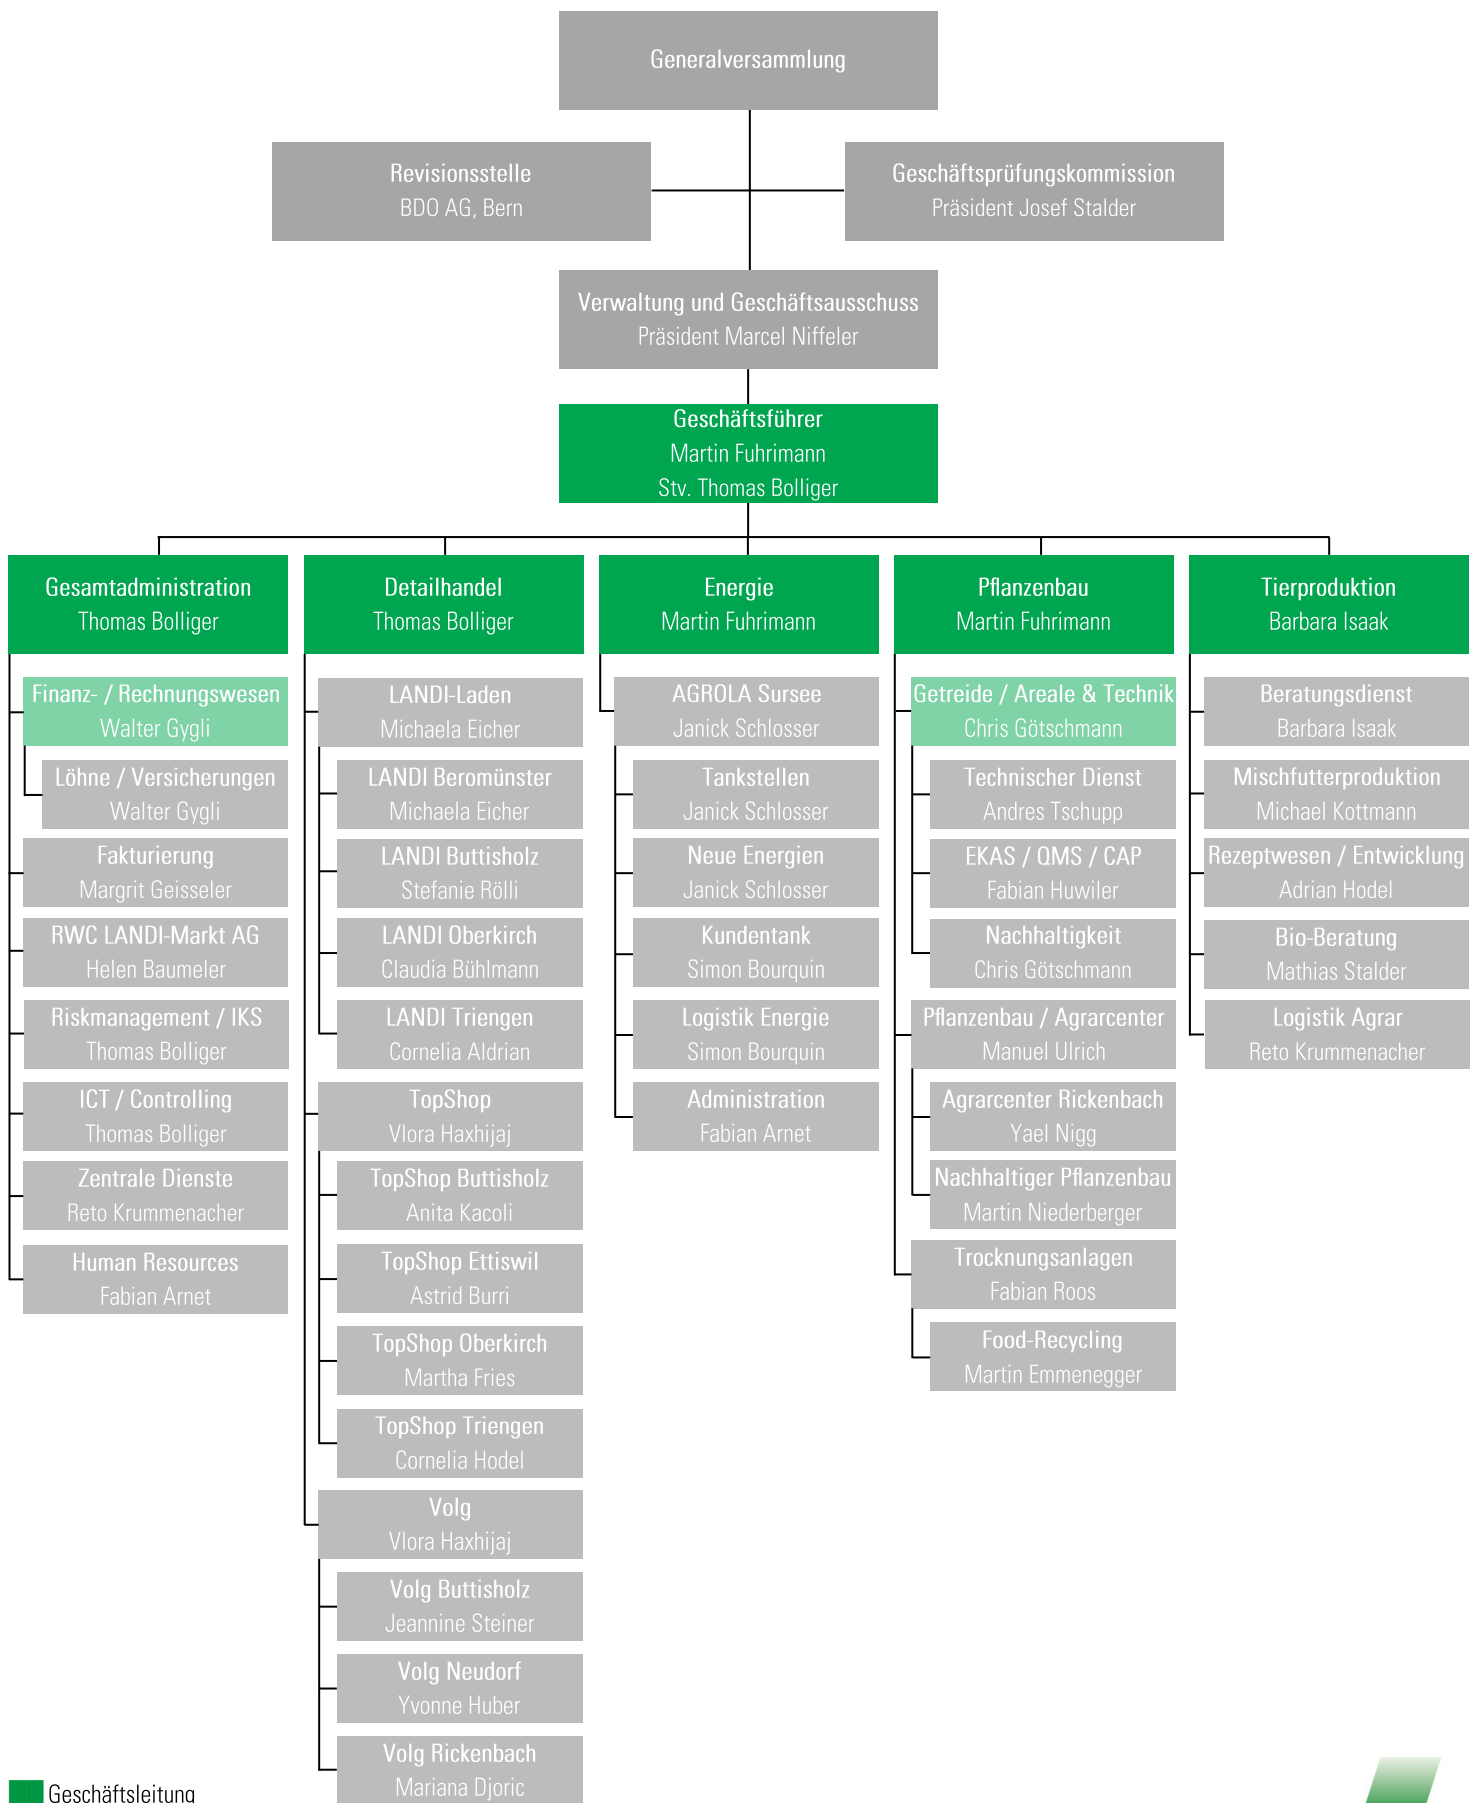 Generalversammlung
Revisionsstelle
BDO AG, Bern
Geschäftsprüfungskommission
Präsident Josef Stalder
Verwaltung und Geschäftsausschuss
Präsident Marcel Niffeler
Geschäftsführer
Martin Fuhrimann
Stv. Thomas Bolliger
Gesamtadministration
Thomas Bolliger
Finanz- / Rechnungswesen
Walter Gygli
Löhne / Versicherungen
Walter Gygli
Fakturierung
Margrit Geisseler
RWC LANDI-Markt AG
Helen Baumeler
Riskmanagement / IKS
Thomas Bolliger
ICT / Controlling
Thomas Bolliger
Zentrale Dienste
Reto Krummenacher
Human Resources
Fabian Arnet
Detailhandel
Thomas Bolliger
LANDI-Laden
Michaela Eicher
LANDI Beromünster
Michaela Eicher
LANDI Buttisholz
Stefanie Rölli
LANDI Oberkirch
Claudia Bühlmann
LANDI Triengen
Cornelia Aldrian
TopShop
Vlora Haxhijaj
TopShop Buttisholz
Anita Kacoli
TopShop Ettiswil
Astrid Burri
TopShop Oberkirch
Martha Fries
TopShop Triengen
Cornelia Hodel
Volg
Vlora Haxhijaj
Volg Buttisholz
Jeannine Steiner
Volg Neudorf
Yvonne Huber
Volg Rickenbach
Mariana Djoric
Energie
Martin Fuhrimann
AGROLA Sursee
Janick Schlosser
Tankstellen
Janick Schlosser
Neue Energien
Janick Schlosser
Kundentank
Simon Bourquin
Logistik Energie
Simon Bourquin
Administration
Fabian Arnet
Pflanzenbau
Martin Fuhrimann
Getreide / Areale & Technik
Chris Götschmann
Technischer Dienst
Andres Tschupp
EKAS / QMS / CAP
Fabian Huwiler
Nachhaltigkeit
Chris Götschmann
Pflanzenbau / Agrarcenter
Manuel Ulrich
Agrarcenter Rickenbach
Yael Nigg
Nachhaltiger Pflanzenbau
Martin Niederberger
Trocknungsanlagen
Fabian Roos
Food-Recycling
Martin Emmenegger
Tierproduktion
Barbara Isaak
Beratungsdienst
Barbara Isaak
Mischfutterproduktion
Michael Kottmann
Rezeptwesen / Entwicklung
Adrian Hodel
Bio-Beratung
Mathias Stalder
Logistik Agrar
Reto Krummenacher
Geschäftsleitung